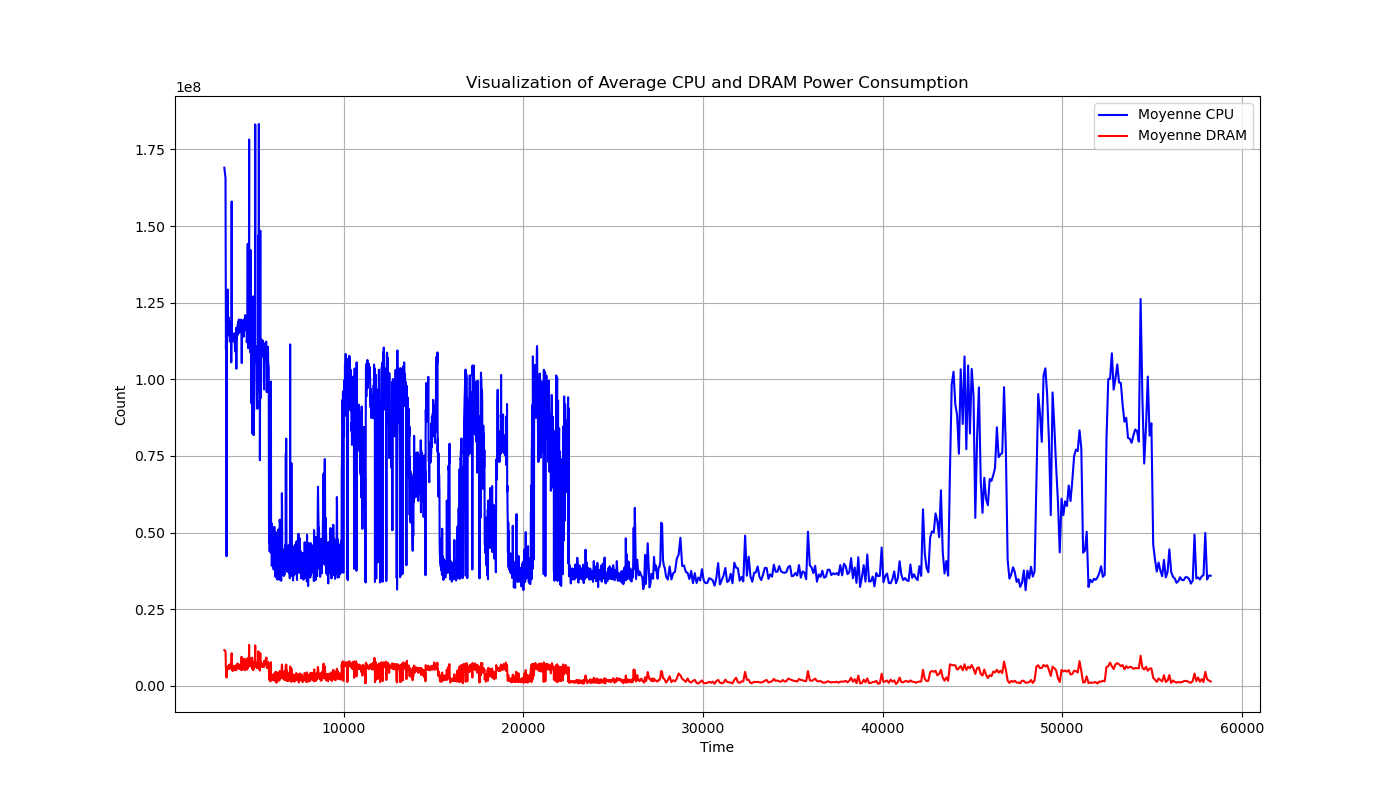 Visualization of Average CPU and DRAM Power Consumption
1e8
Moyenne CPU
Moyenne DRAM
1.75
1.50
1.25
1.00
0.75
0.50
0.25
0.00
Count
10000 20000 30000 40000 50000 60000
Time